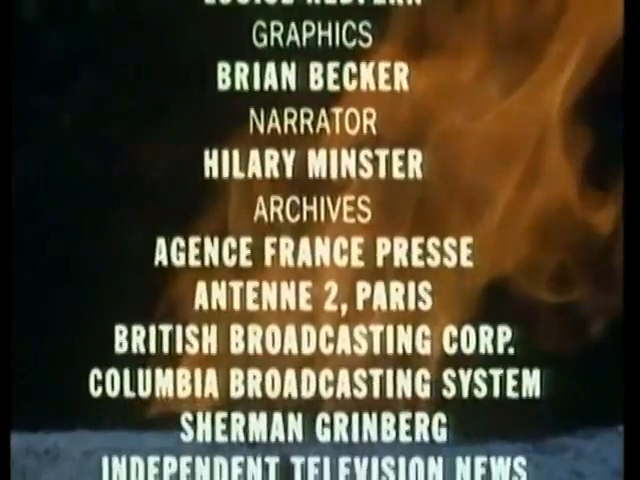 GRAPHICS
BRIAN BECKER
NARRATOR
HILARY MINSTER
ARCHIVES
AGENCE FRANCE PRESSE
ANTENNE 2, PARIS
BRITISH BROADCASTING CORP.
COLUMBIA BROADCASTING SYSTEM
SHERMAN GRINBERG
INDEPENDENT TELEVISION NEWS